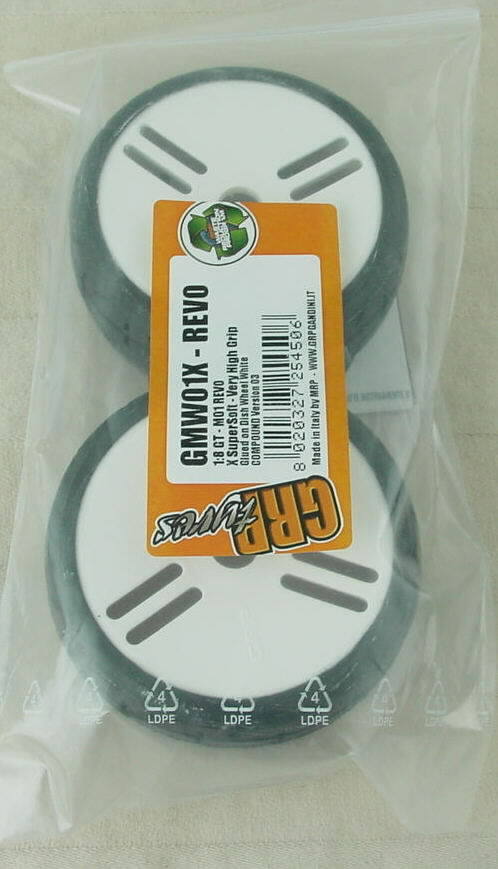 GMW01X - REVO
1:8 GT - M01 REVO
X SuperSoft - Very High Grip
Glued on Dish Wheel White
COMPOUND Version 03
8 020327 254506
Made in Italy by MRP - WWW.GRPGANDINI.IT
GRP
TYRES
4
LDPE
4
LDPE
4
LDPE